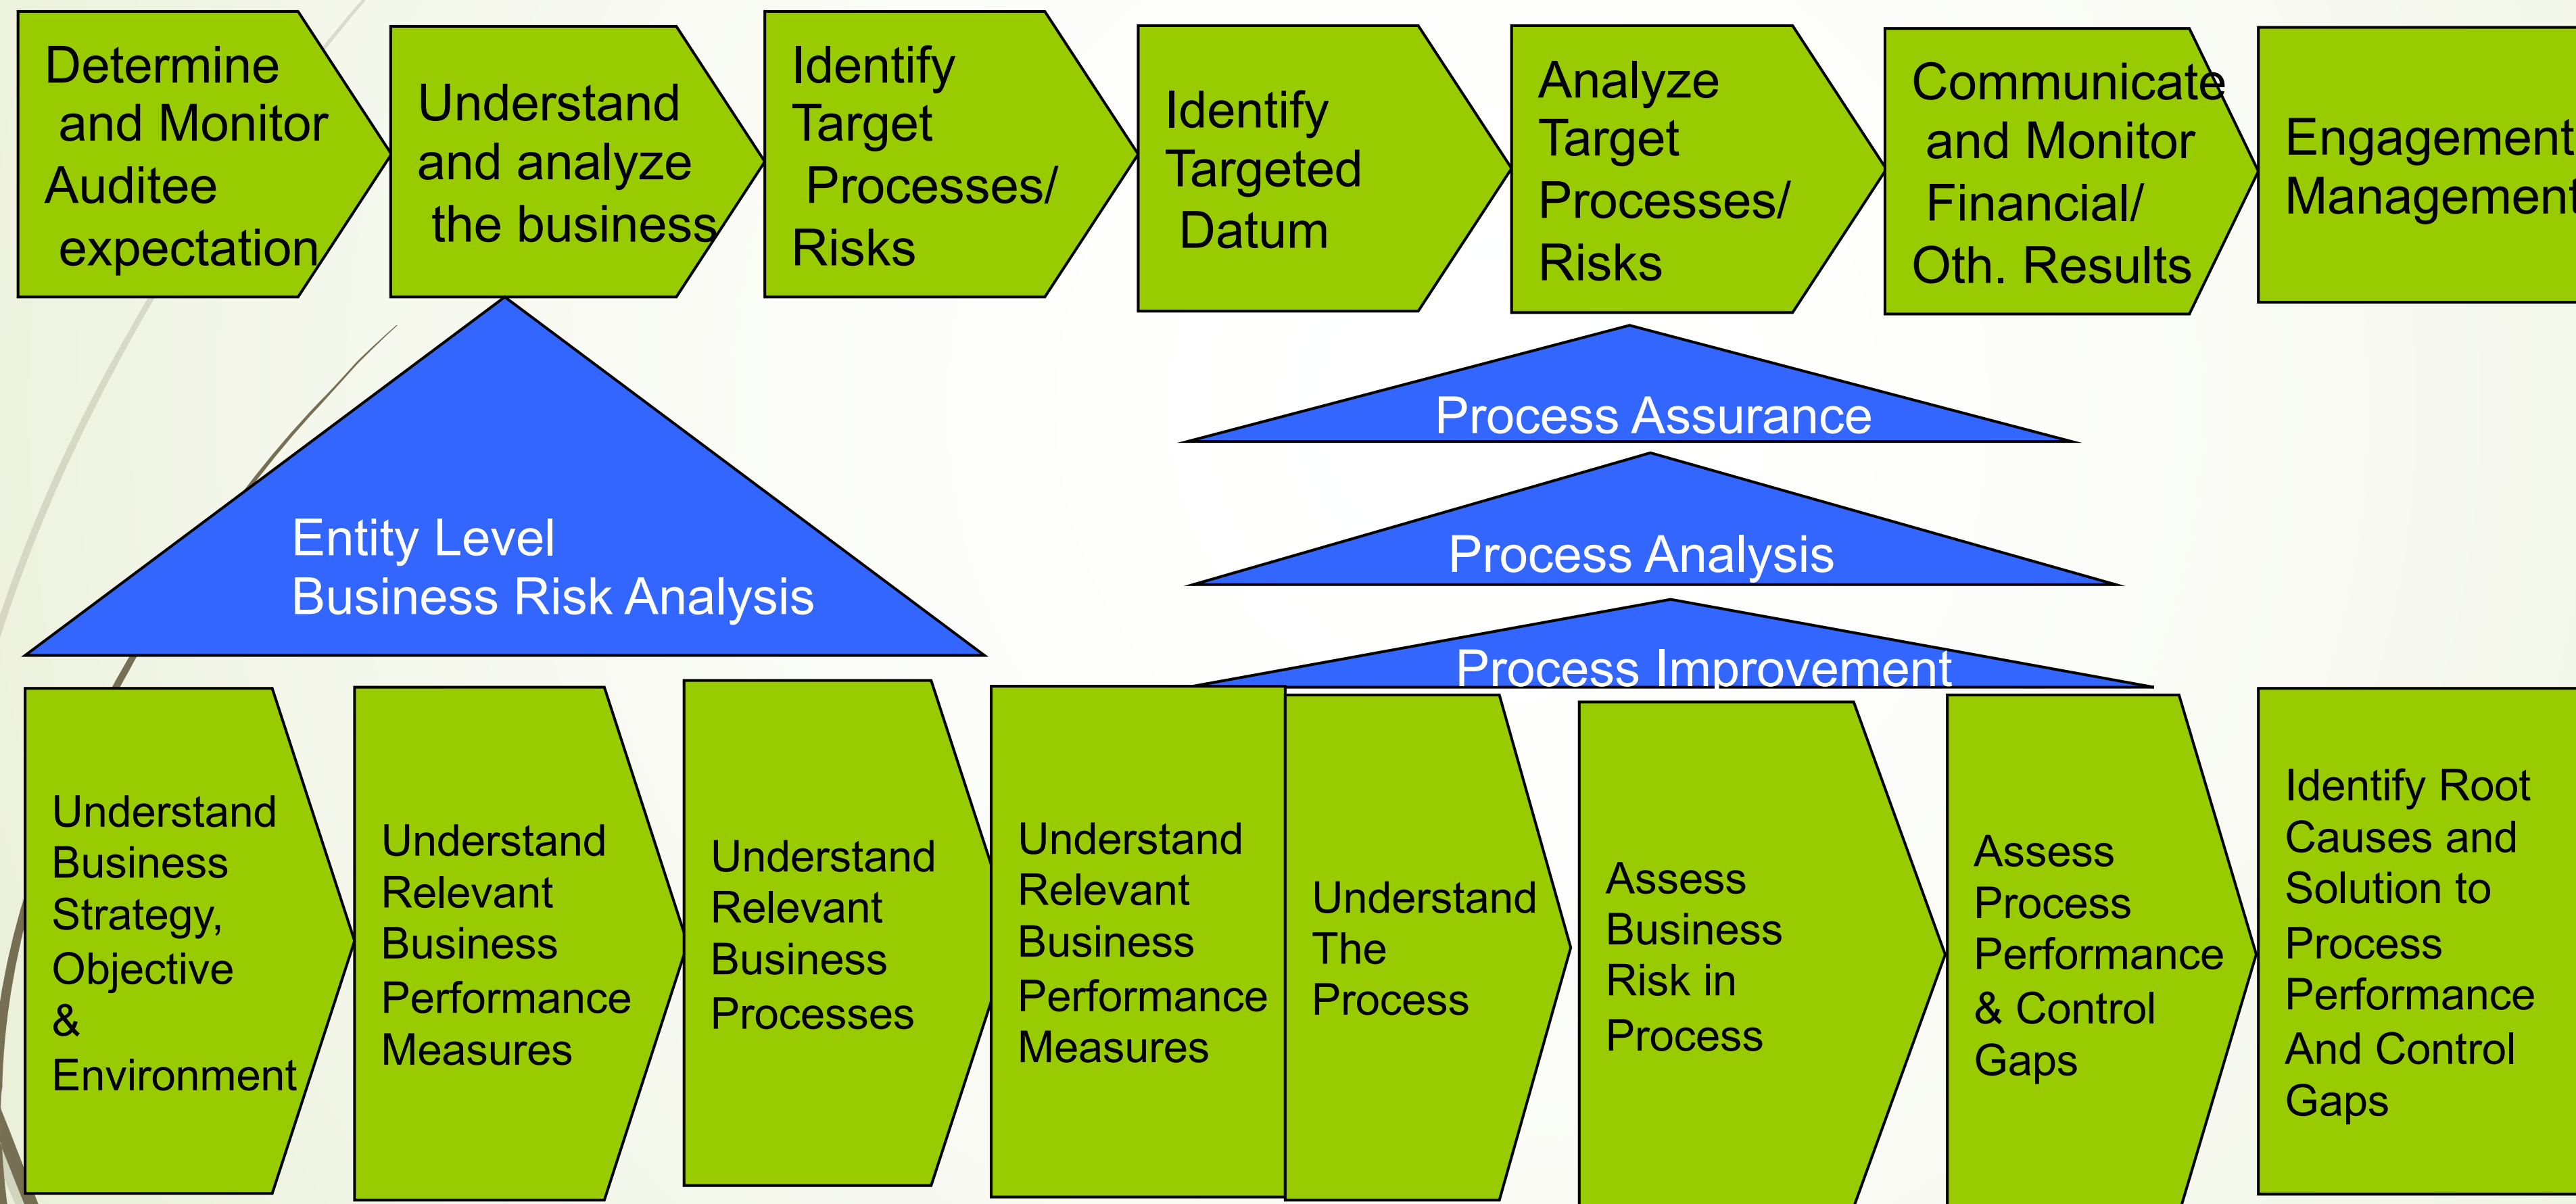 Determine
and Monitor
Auditee
expectation
Understand
and analyze
the business
Identify
Target
Processes/
Risks
Identify
Targeted
Datum
Analyze
Target
Processes/
Risks
Communicate
and Monitor
Financial/
Oth. Results
Engagement
Management
Entity Level
Business Risk Analysis
Process Assurance
Process Analysis
Process Improvement
Understand
Business
Strategy,
Objective
&
Environment
Understand
Relevant
Business
Performance
Measures
Understand
Relevant
Business
Processes
Understand
Relevant
Business
Performance
Measures
Understand
The
Process
Assess
Business
Risk in
Process
Assess
Process
Performance
& Control
Gaps
Identify Root
Causes and
Solution to
Process
Performance
And Control
Gaps